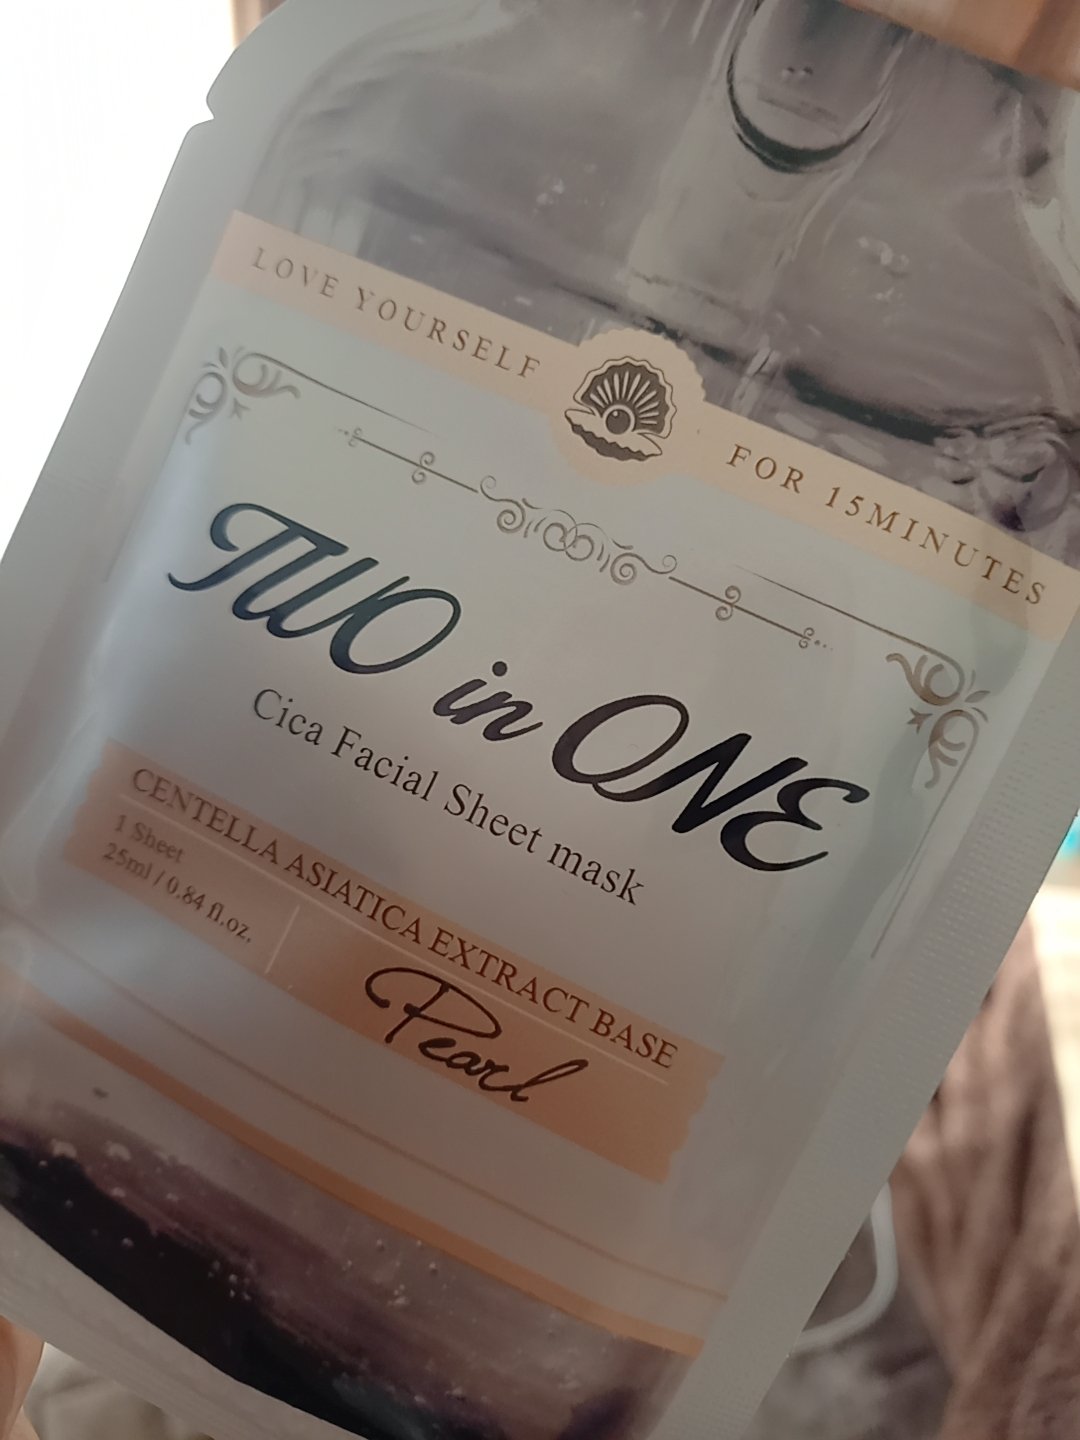 LOVE YOURSELF FOR 15MINUTES
TWO in ONE
Cica Facial Sheet mask
CENTELLA ASIATICA EXTRACT BASE
1 Sheet
25ml / 0.84 fl.oz.
Pearl